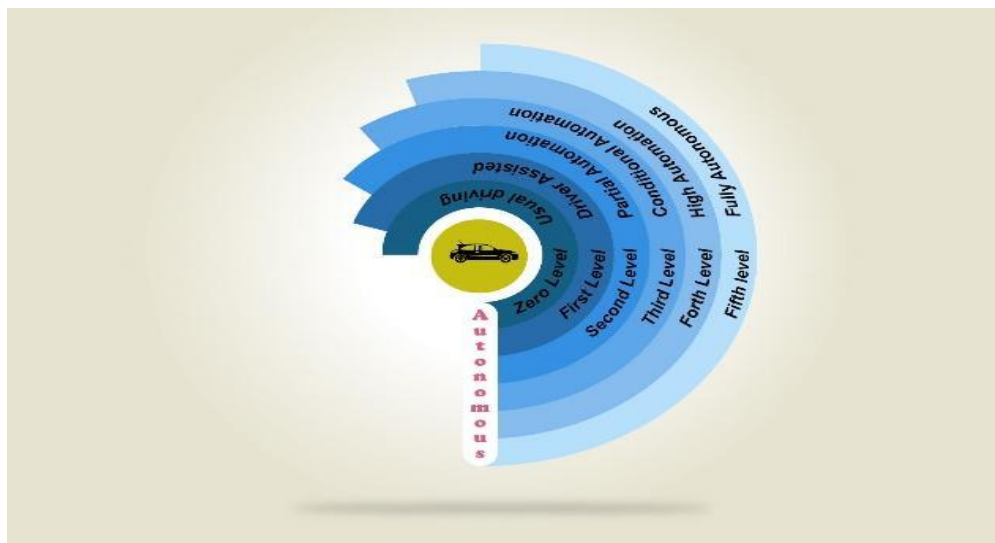 Usual driving
Driver Assisted
Partial Automation
Conditional Automation
High Automation
Fully Autonomous
Zero Level
First Level
Second Level
Third Level
Forth Level
Fifth level
Autonomous